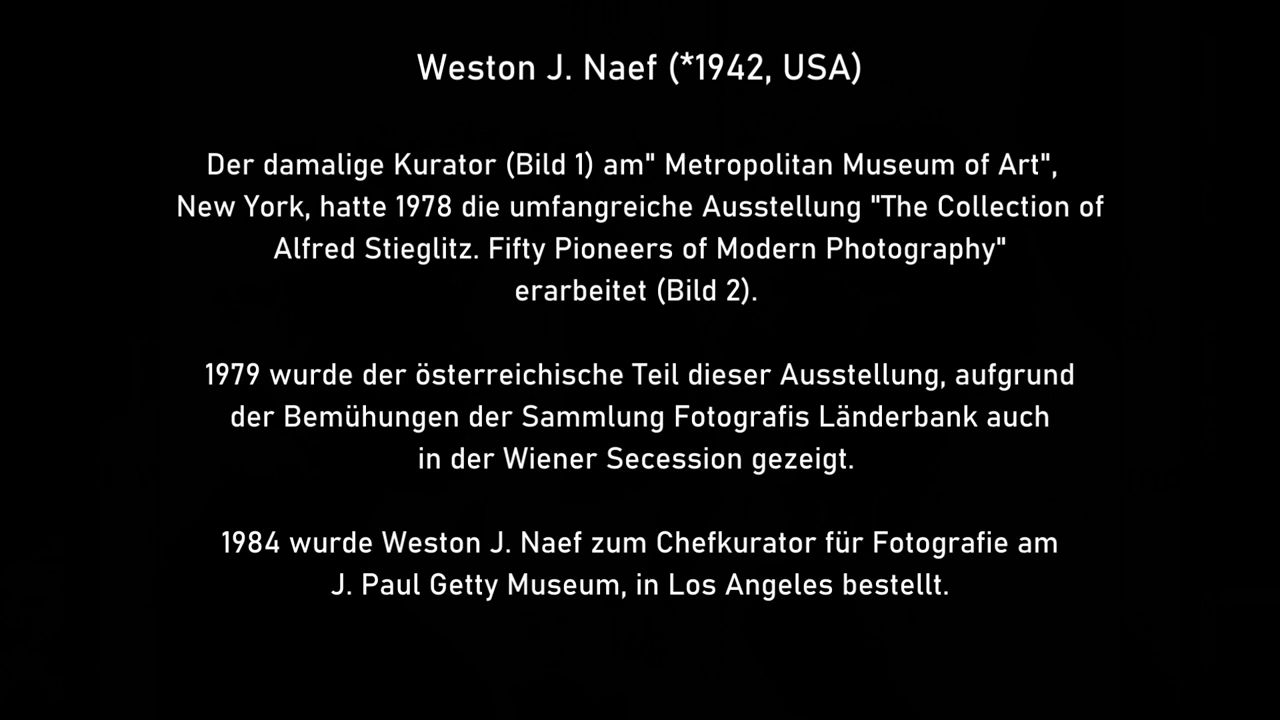 Weston J. Naef (*1942, USA)
Der damalige Kurator (Bild 1) am" Metropolitan Museum of Art",
New York, hatte 1978 die umfangreiche Ausstellung "The Collection of
Alfred Stieglitz. Fifty Pioneers of Modern Photography"
erarbeitet (Bild 2).
1979 wurde der österreichische Teil dieser Ausstellung, aufgrund
der Bemühungen der Sammlung Fotografis Länderbank auch
in der Wiener Secession gezeigt.
1984 wurde Weston J. Naef zum Chefkurator für Fotografie am
J. Paul Getty Museum, in Los Angeles bestellt.